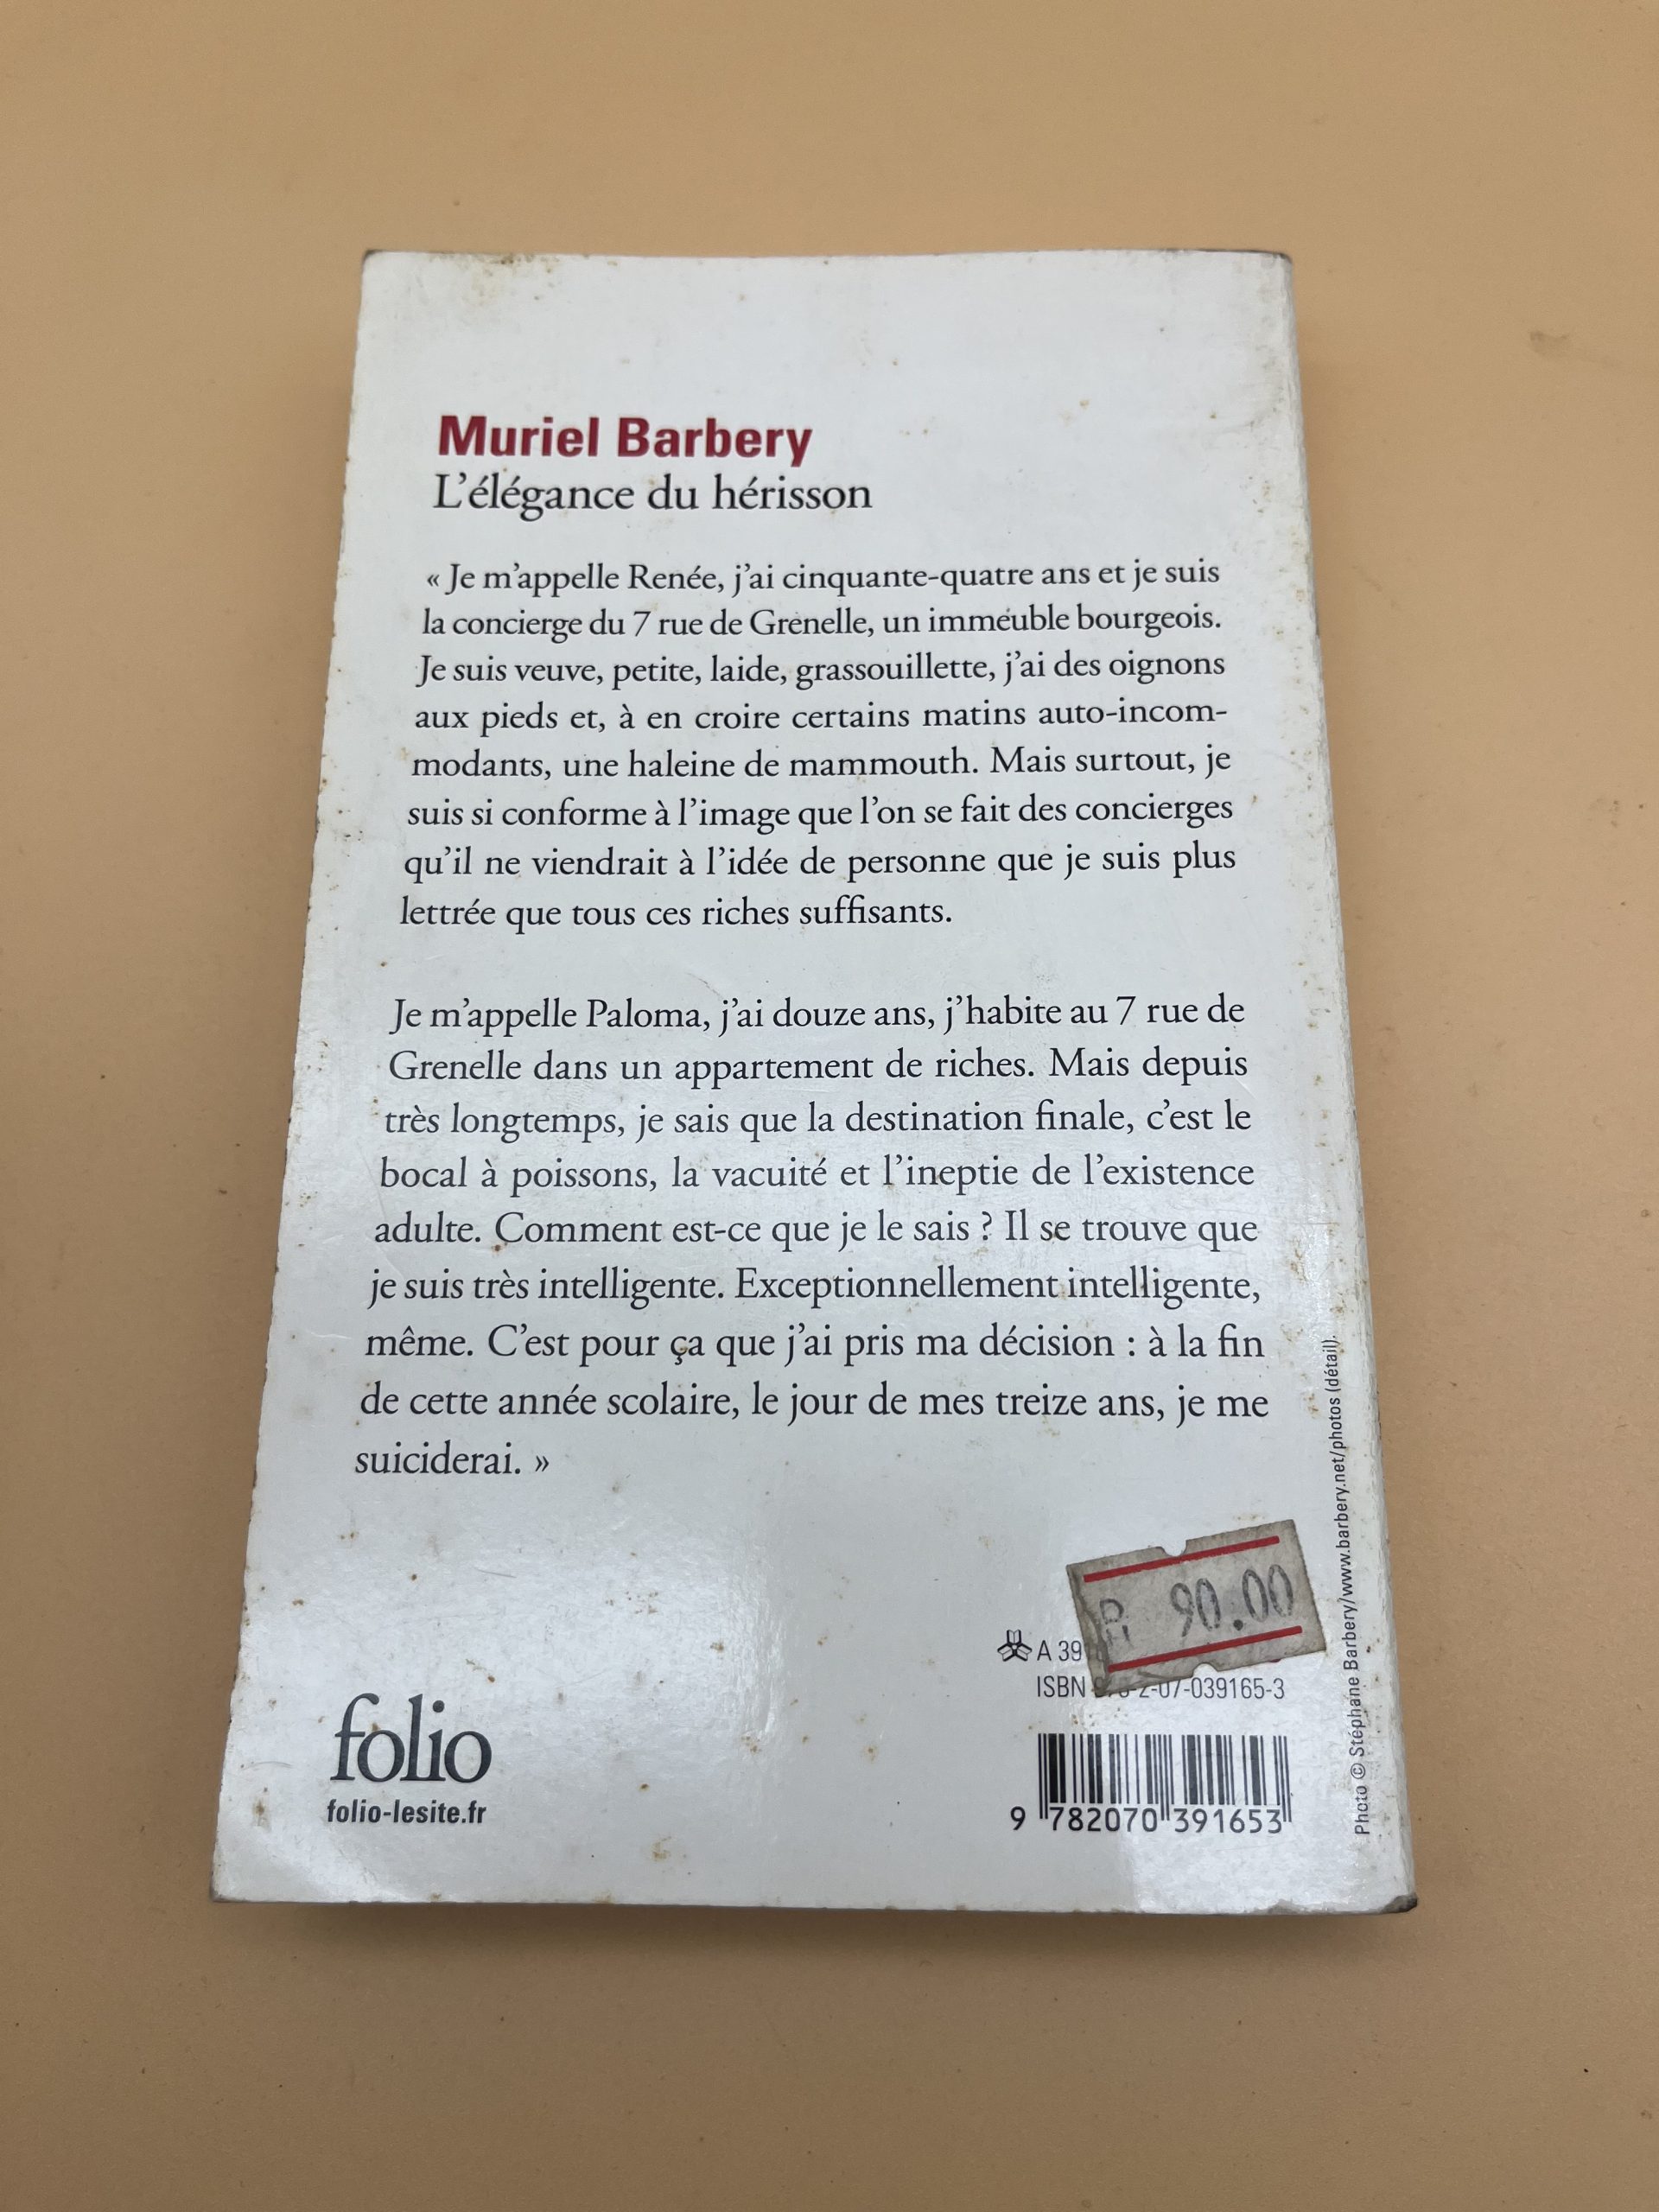 Muriel Barbery
L'élégance du hérisson
« Je m'appelle Renée, j'ai cinquante-quatre ans et je suis
la concierge du 7 rue de Grenelle, un immeuble bourgeois.
Je suis veuve, petite, laide, grassouillette, j'ai des oignons
aux pieds et, à en croire certains matins auto-incom-
modants, une haleine de mammouth. Mais surtout, je
suis si conforme à l'image que l'on se fait des concierges
qu'il ne viendrait à l'idée de personne que je suis plus
lettrée que tous ces riches suffisants.
Je m'appelle Paloma, j'ai douze ans, j'habite au 7 rue de
Grenelle dans un appartement de riches. Mais depuis
très longtemps, je sais que la destination finale, c'est le
bocal à poissons, la vacuité et l'ineptie de l'existence
adulte. Comment est-ce que je le sais ? Il se trouve que
je suis très intelligente. Exceptionnellement intelligente,
même. C'est pour ça que j'ai pris ma décision : à la fin
de cette année scolaire, le jour de mes treize ans, je me
suiciderai. »
90.00
A 39
ISBN 2-07-039165-3
9 782070 391653
folio
folio-lesite.fr
Photo © Stéphane Barbery/www.barbery.net/photos (détail).